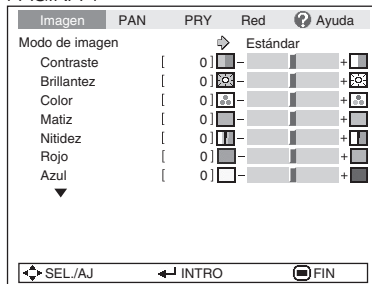 Imagen PAN PRY Red ? Ayuda
Modo de imagen Estándar
Contraste [ 0 ] - +
Brillantez [ 0 ] - +
Color [ 0 ] - +
Matiz [ 0 ] - +
Nitidez [ 0 ] - +
Rojo [ 0 ] - +
Azul [ 0 ] - +
SEL./AJ INTRO FIN